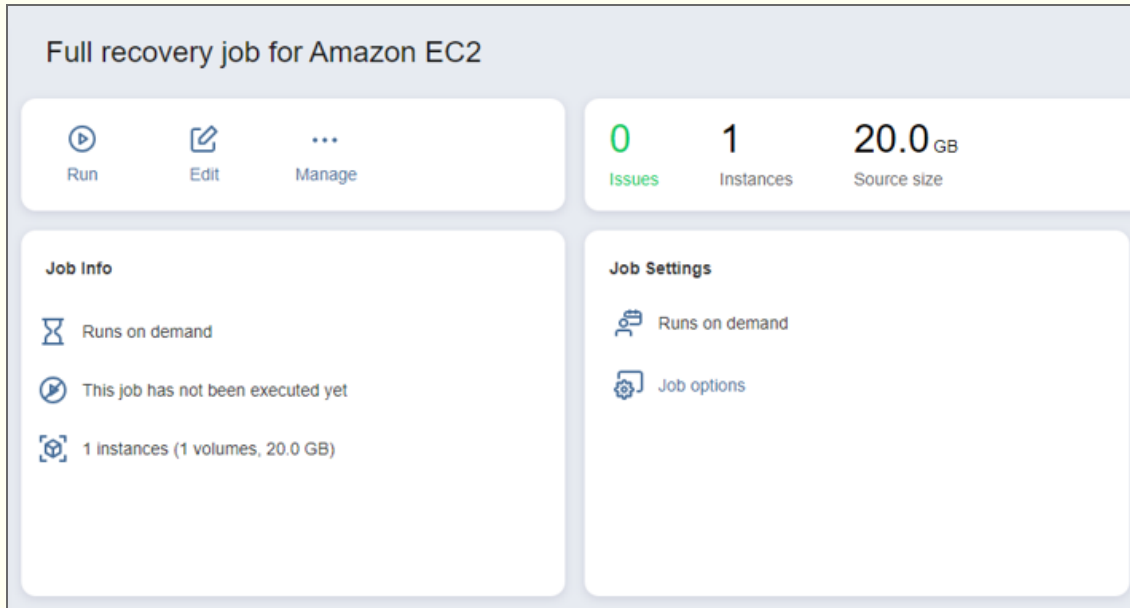 Full recovery job for Amazon EC2
Run Edit Manage
0 1 20.0 GB
Issues Instances Source size
Job Info
Runs on demand
This job has not been executed yet
1 instances (1 volumes, 20.0 GB)
Job Settings
Runs on demand
Job options